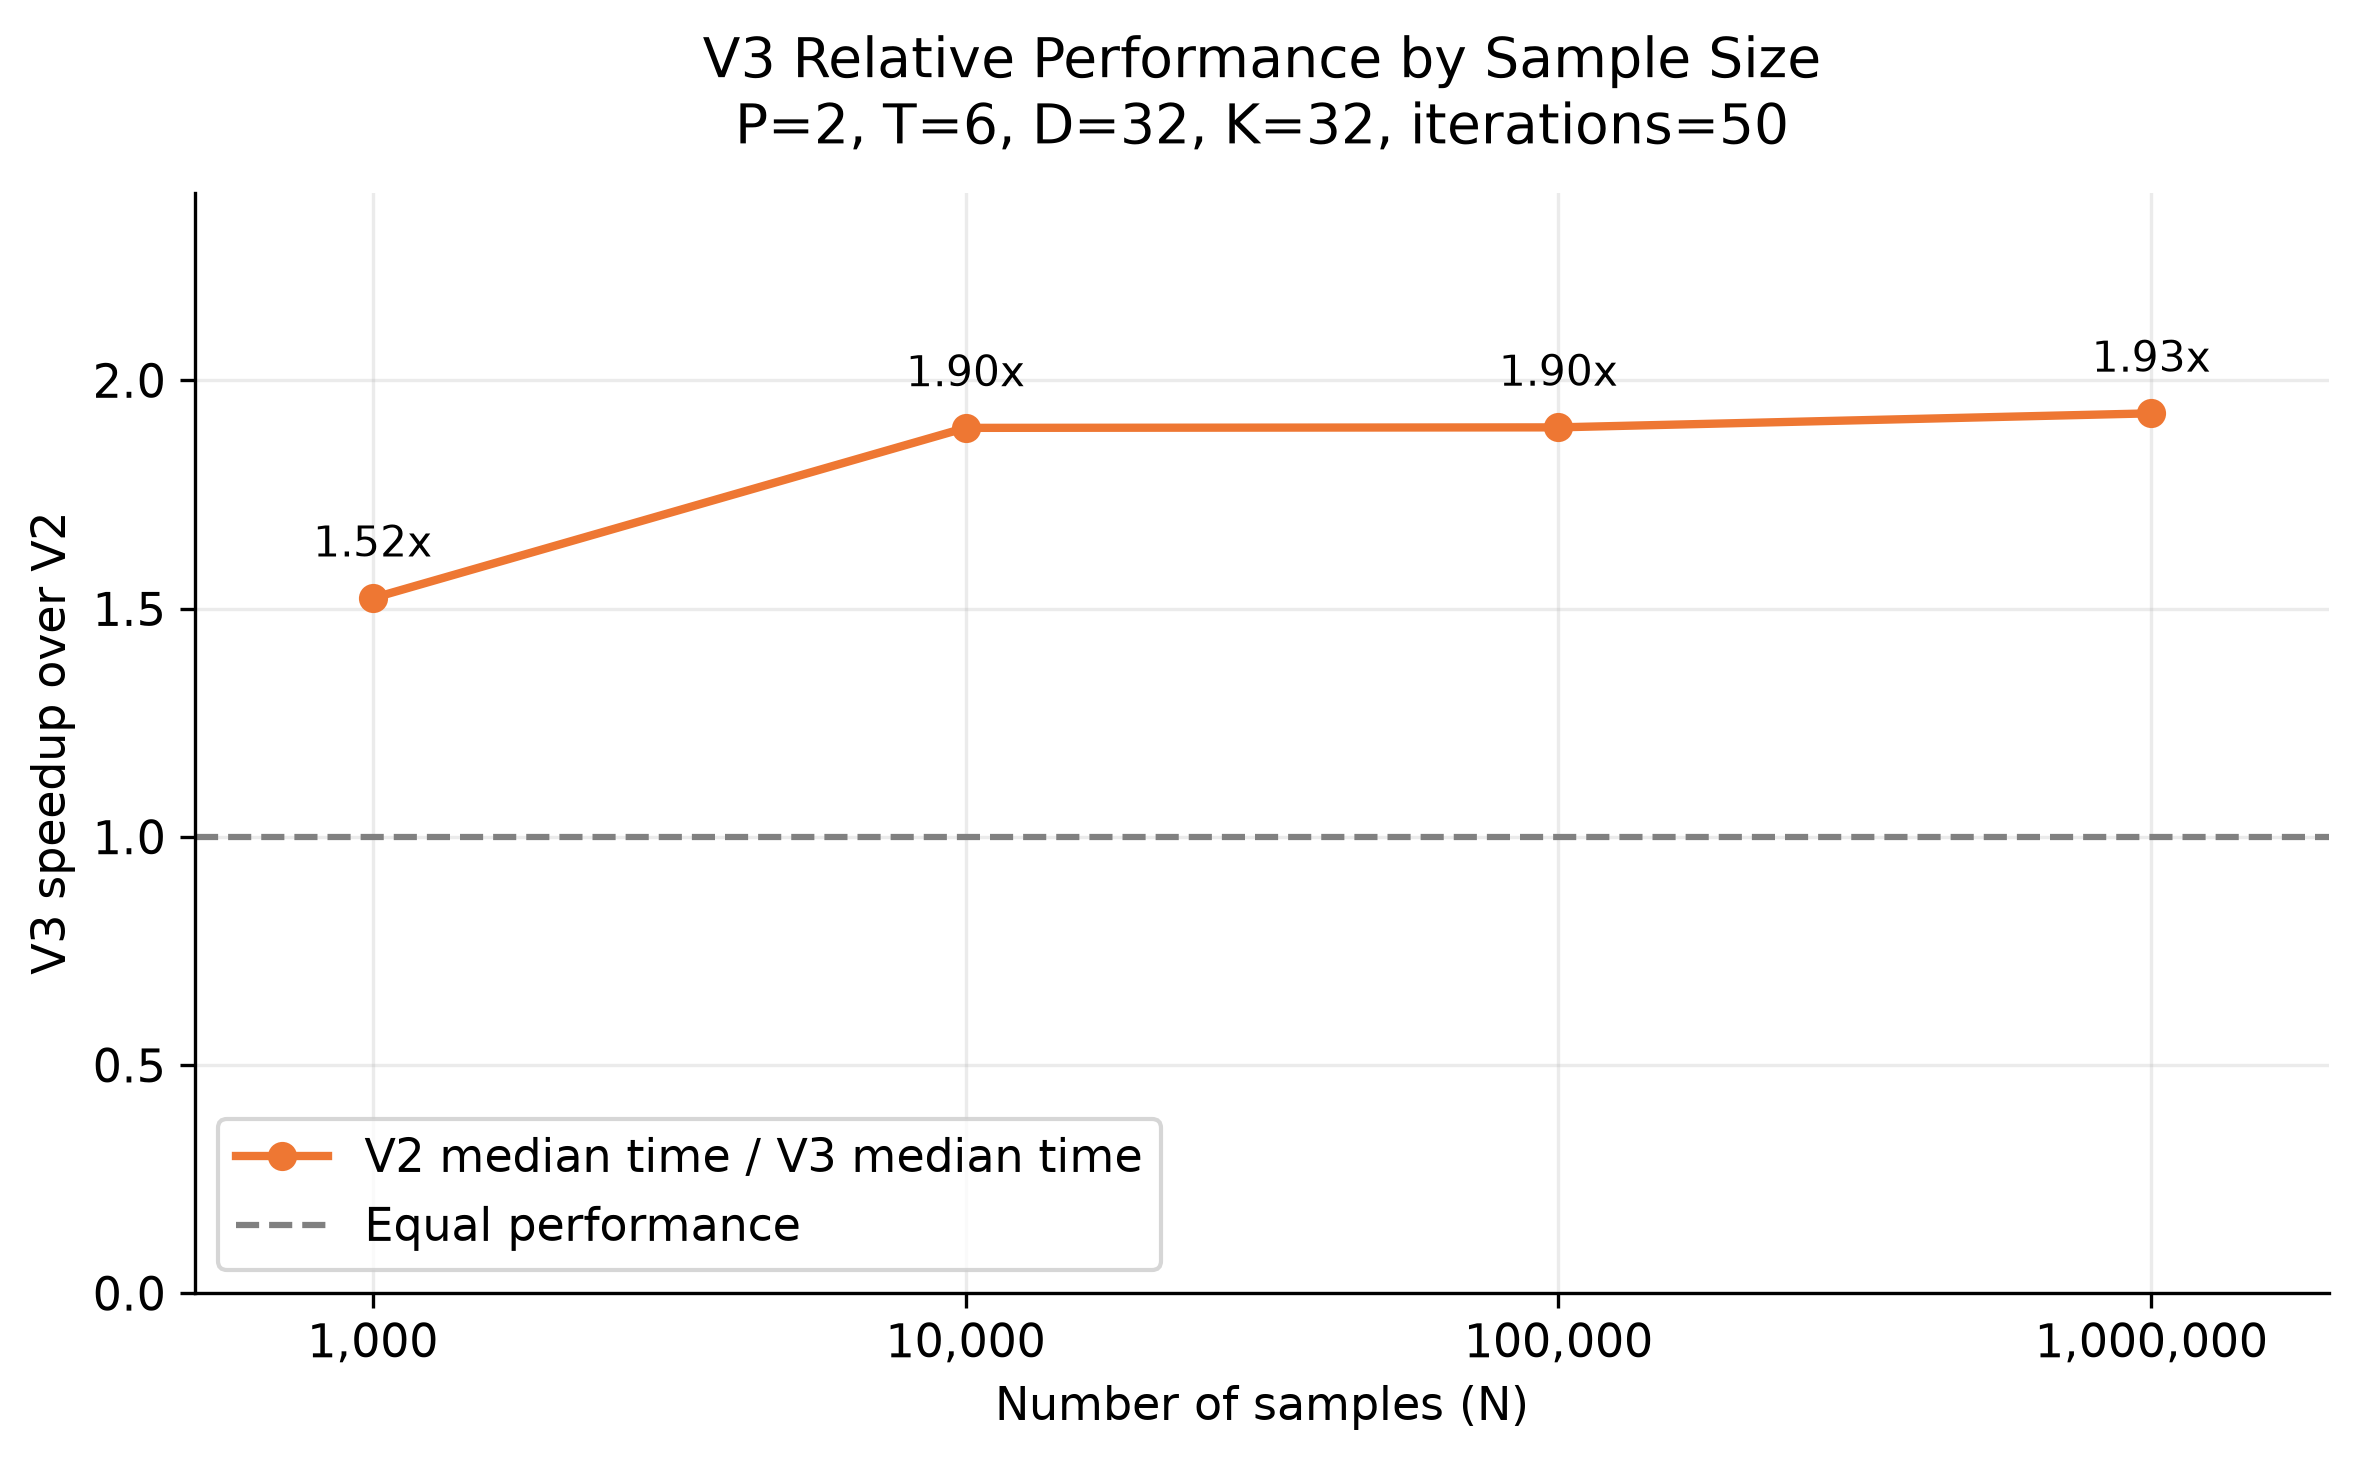 V3 Relative Performance by Sample Size
P=2, T=6, D=32, K=32, iterations=50
V3 speedup over V2
2.0
1.5
1.0
0.5
0.0
1.52x
1.90x
1.90x
1.93x
V2 median time / V3 median time
Equal performance
1,000
10,000
100,000
1,000,000
Number of samples (N)